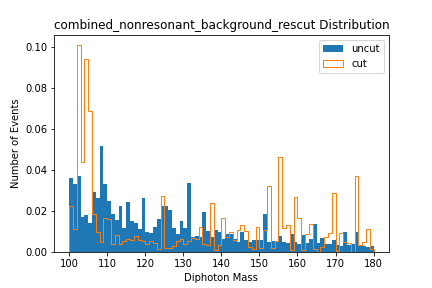 combined_nonresonant_background_rescut Distribution
uncut
cut
Number of Events
0.10
0.08
0.06
0.04
0.02
0.00
100 110 120 130 140 150 160 170 180
Diphoton Mass